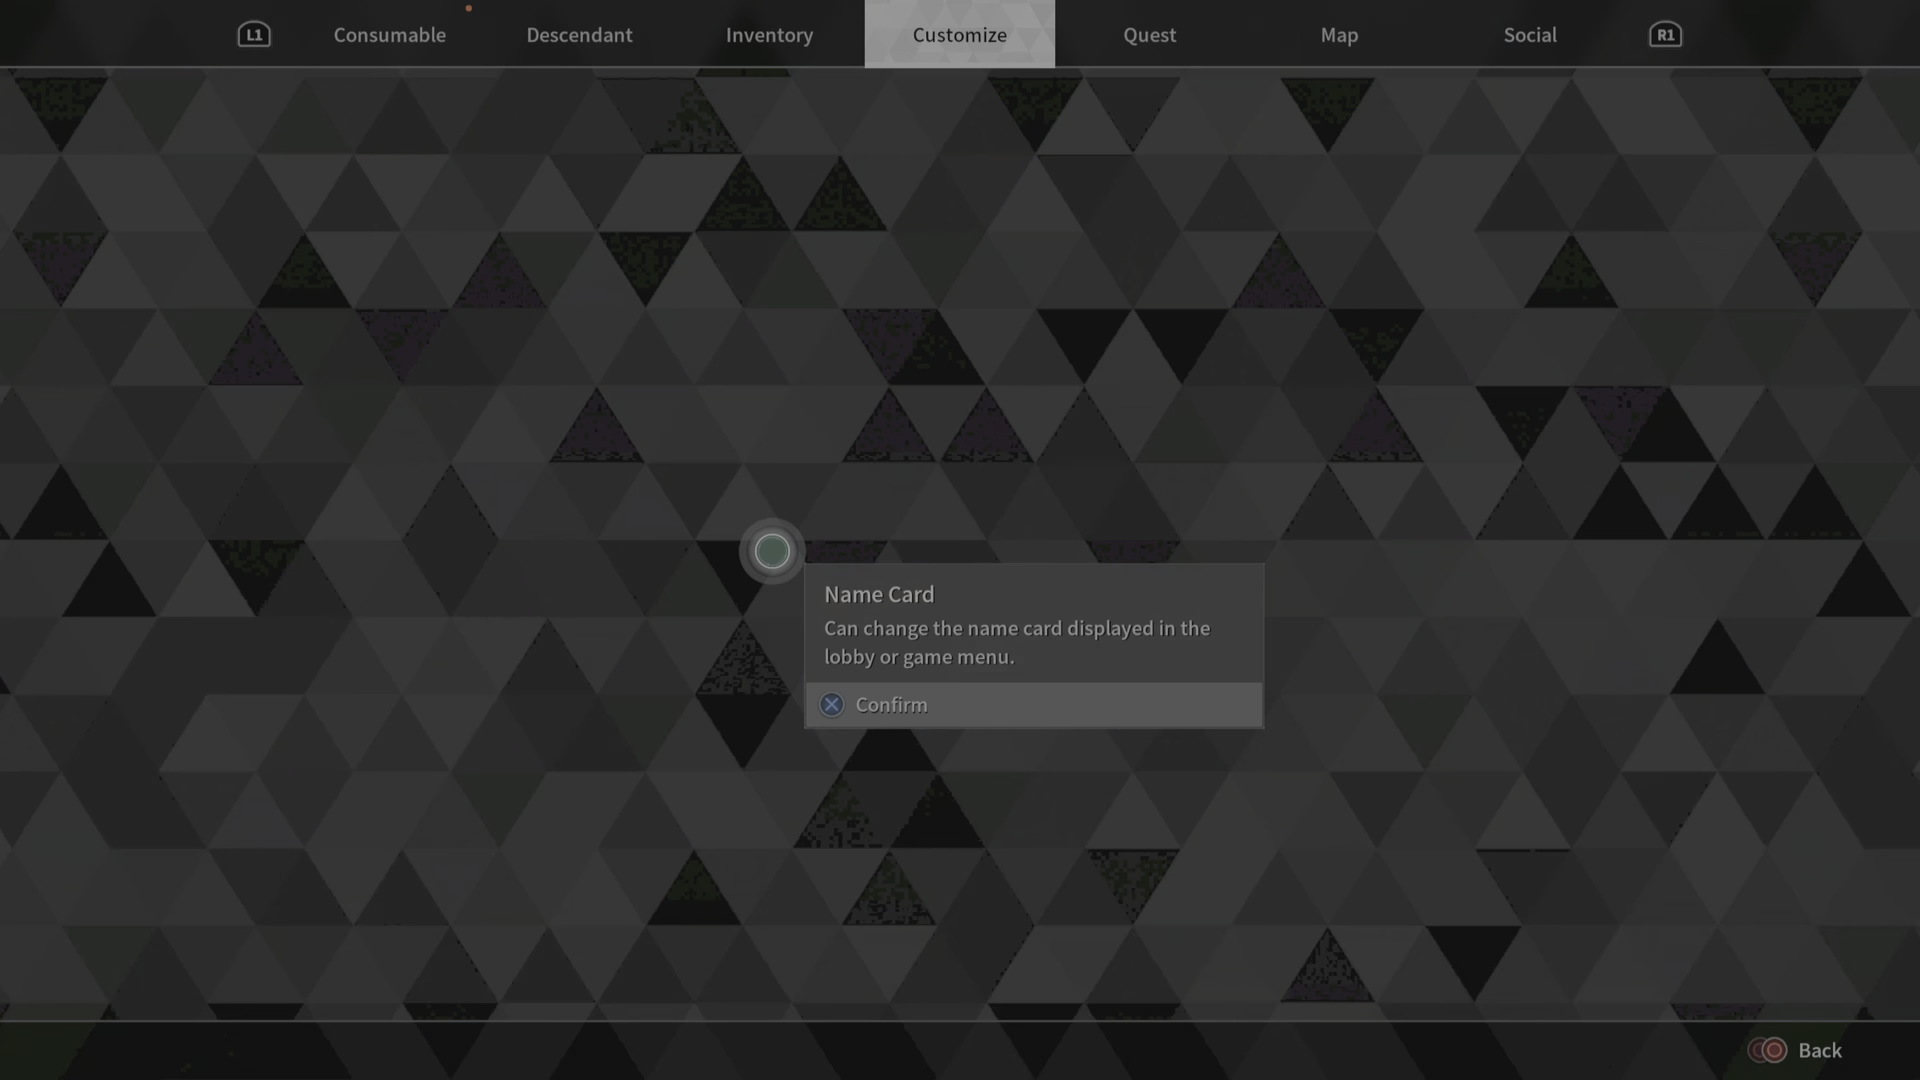 L1 Consumable Descendant Inventory Customize Quest Map Social R1
Name Card
Can change the name card displayed in the
lobby or game menu.
Confirm
Back